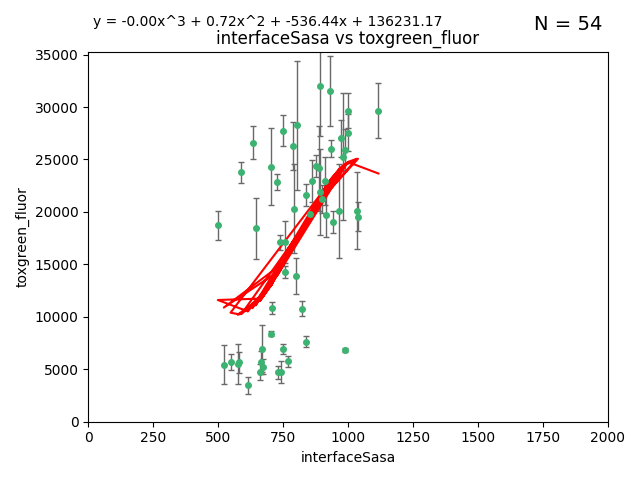 y = -0.00x^3 + 0.72x^2 + -536.44x + 136231.17
N = 54
interfaceSasa vs toxgreen_fluor
toxgreen_fluor
35000
30000
25000
20000
15000
10000
5000
0
0 250 500 750 1000 1250 1500 1750 2000
interfaceSasa